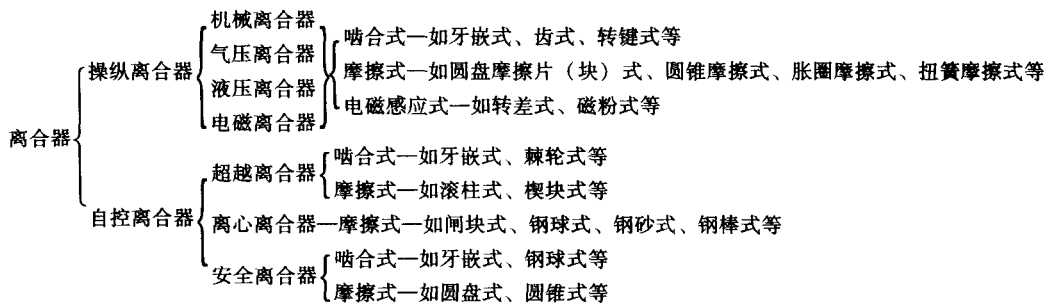 离合器
操纵离合器
机械离合器
气压离合器
液压离合器
电磁离合器
啮合式—如牙嵌式、齿式、转键式等
摩擦式—如圆盘摩擦片（块）式、圆锥摩擦式、胀圈摩擦式、扭簧摩擦式等
电磁感应式—如转差式、磁粉式等
自控离合器
超越离合器
啮合式—如牙嵌式、棘轮式等
摩擦式—如滚柱式、楔块式等
离心离合器—摩擦式—如闸块式、钢球式、钢砂式、钢棒式等
安全离合器
啮合式—如牙嵌式、钢球式等
摩擦式—如圆盘式、圆锥式等